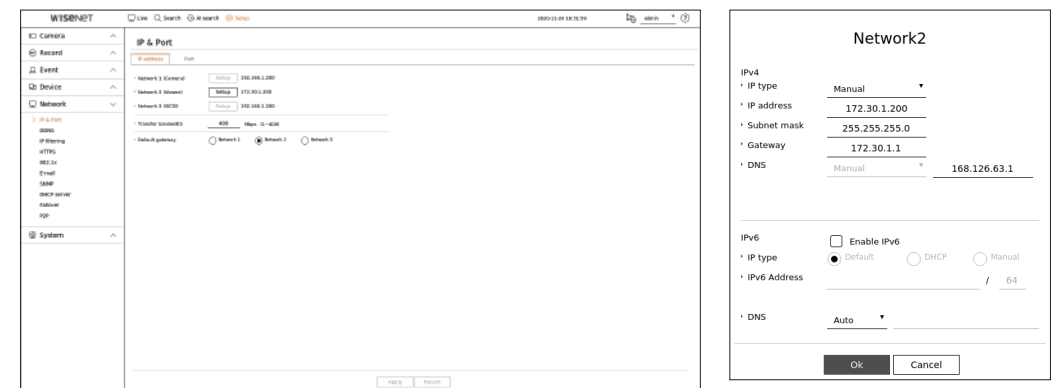 WISENET
Live Search AI search Setup
2020-11-24 18:31:59 admin
Camera
Record
Event
Device
Network
IP & Port
DDNS
IP filtering
HTTPS
802.1x
E-mail
SNMP
DHCP server
Failover
P2P
System
IP & Port
IP address Port
Network 1 (Camera) Setup 192.168.1.200
Network 2 (Viewer) Setup 172.30.1.200
Setup 192.168.3.200
Transfer bandwidth 400 Mbps
Default gateway Network 1 Network 2 Network 3
Apply Revert
Network2
IPv4
IP type Manual
IP address 172.30.1.200
Subnet mask 255.255.255.0
Gateway 172.30.1.1
DNS Manual 168.126.63.1
IPv6 Enable IPv6
IP type Default DHCP Manual
IPv6 Address / 64
DNS Auto
Ok Cancel